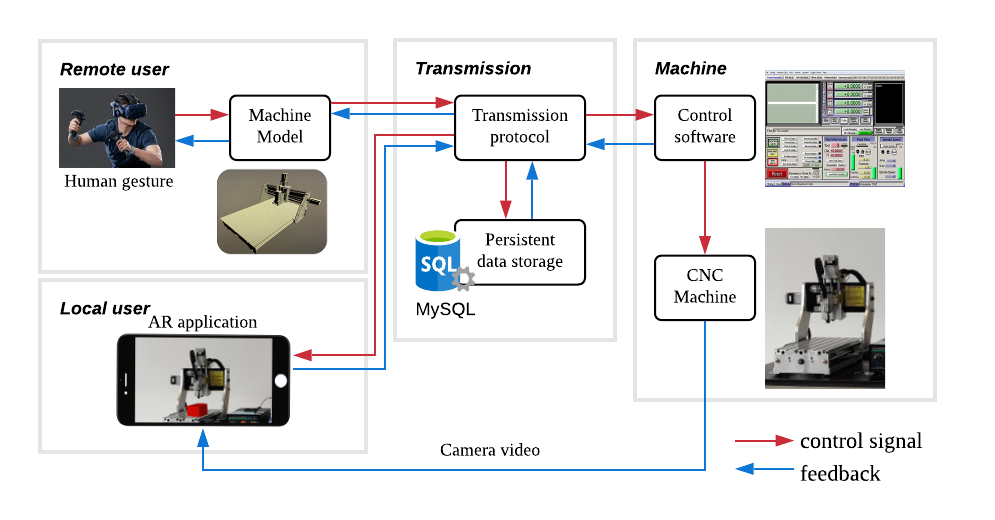 Remote user
Human gesture
Machine
Model
Transmission
Transmission
protocol
Persistent
data storage
SQL
MySQL
Machine
Control
software
Reset
CNC
Machine
Local user
AR application
Camera video
control signal
feedback